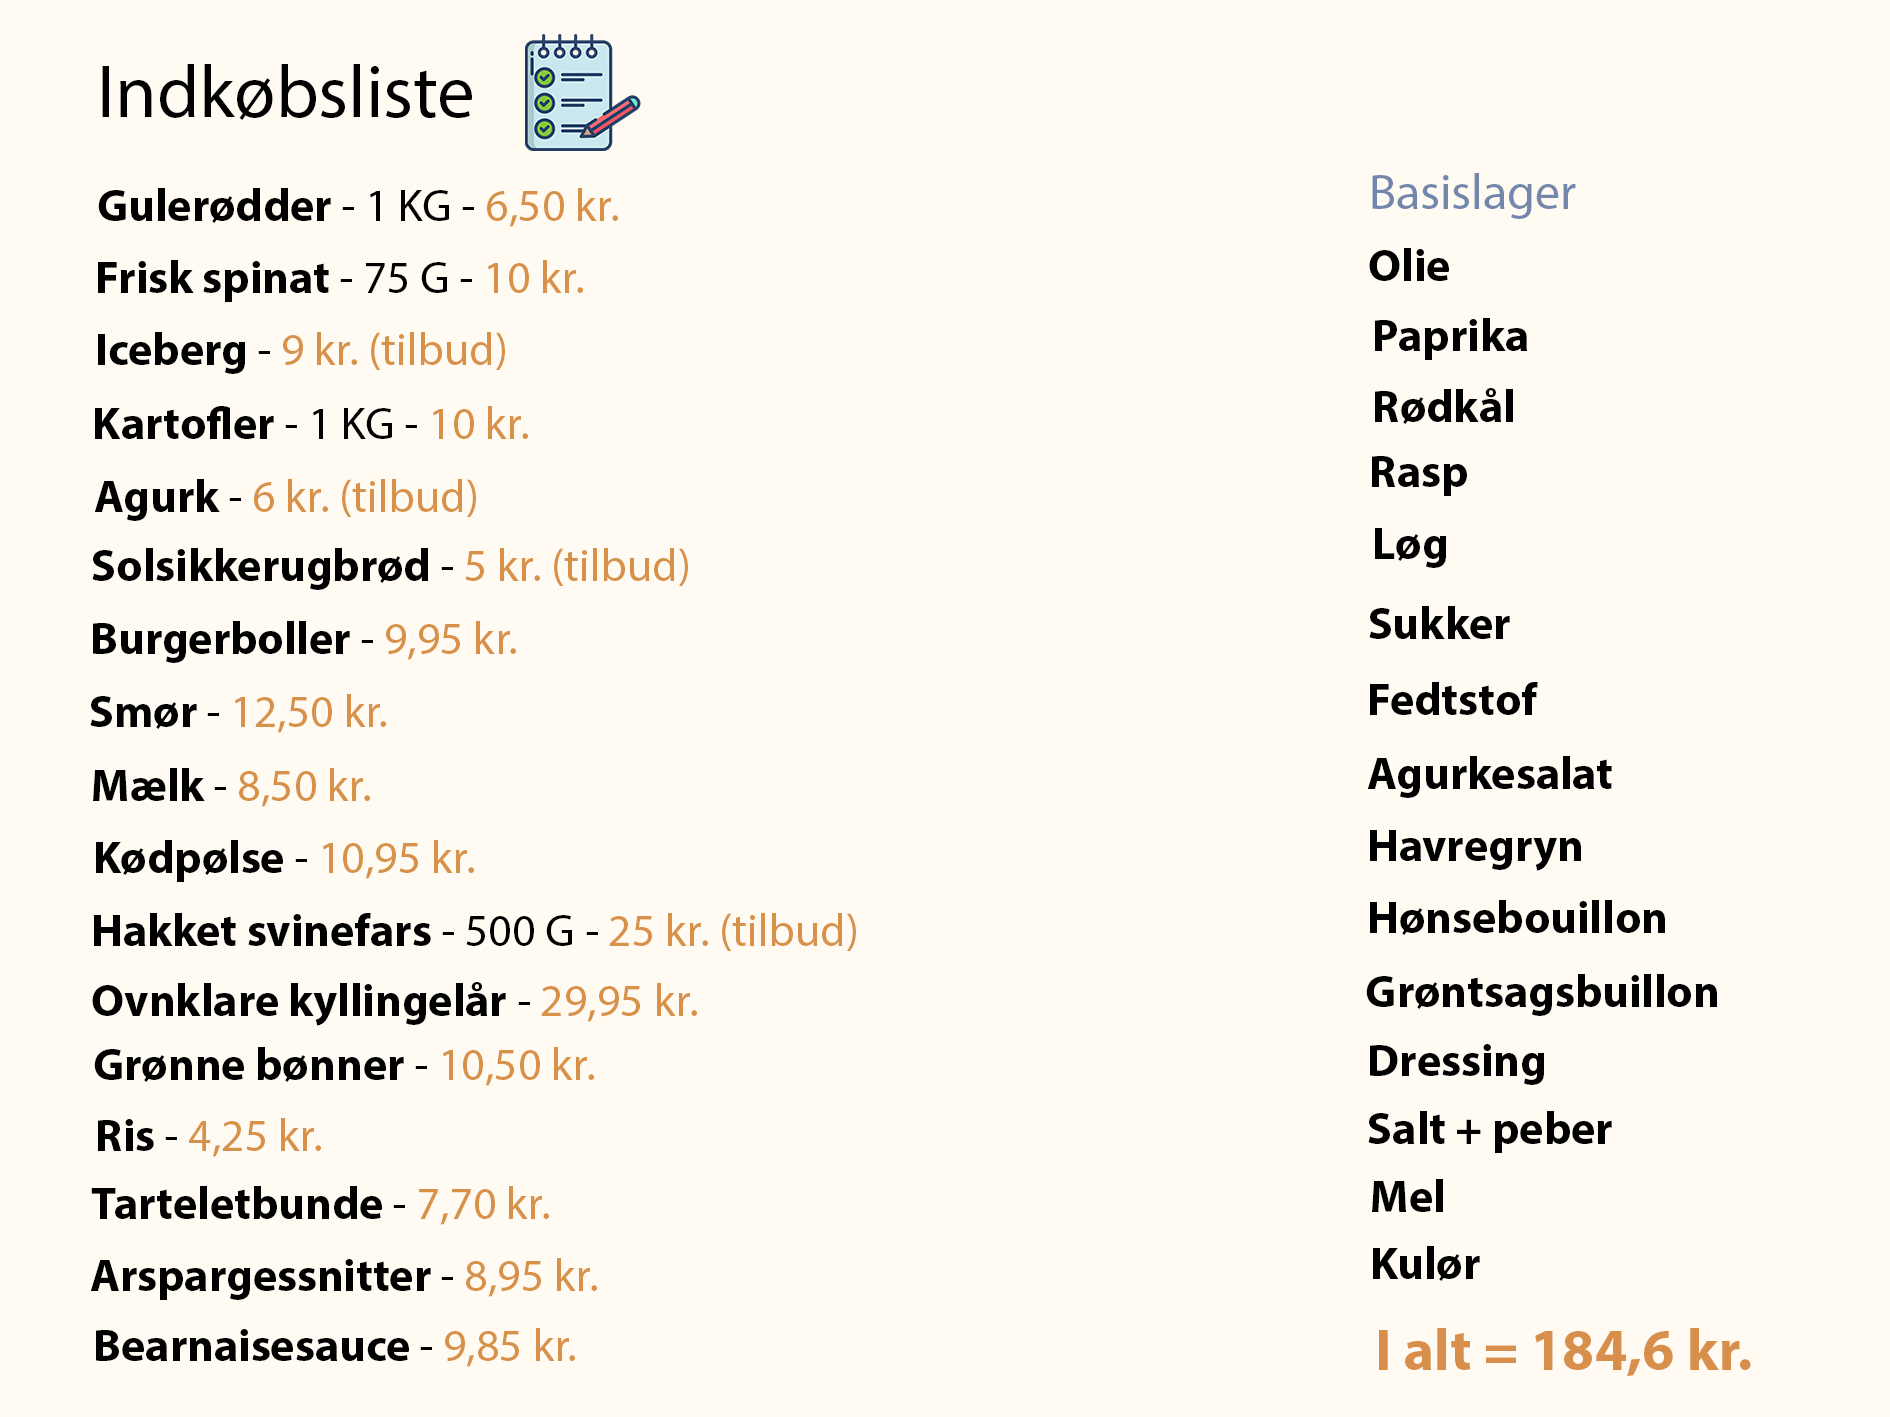 Indkøbsliste
Gulerødder - 1 KG - 6,50 kr.
Frisk spinat - 75 G - 10 kr.
Iceberg - 9 kr. (tilbud)
Kartofler - 1 KG - 10 kr.
Agurk - 6 kr. (tilbud)
Solsikkerugbrød - 5 kr. (tilbud)
Burgerboller - 9,95 kr.
Smør - 12,50 kr.
Mælk - 8,50 kr.
Kødpølse - 10,95 kr.
Hakket svinefars - 500 G - 25 kr. (tilbud)
Ovnklare kyllingelår - 29,95 kr.
Grønne bønner - 10,50 kr.
Ris - 4,25 kr.
Tarteletbunde - 7,70 kr.
Arspargessnitter - 8,95 kr.
Bearnaisesauce - 9,85 kr.
Basislager
Olie
Paprika
Rødkål
Rasp
Løg
Sukker
Fedtstof
Agurkesalat
Havregryn
Hønsebouillon
Grøntsagsbuillon
Dressing
Salt + peber
Mel
Kulør
I alt = 184,6 kr.